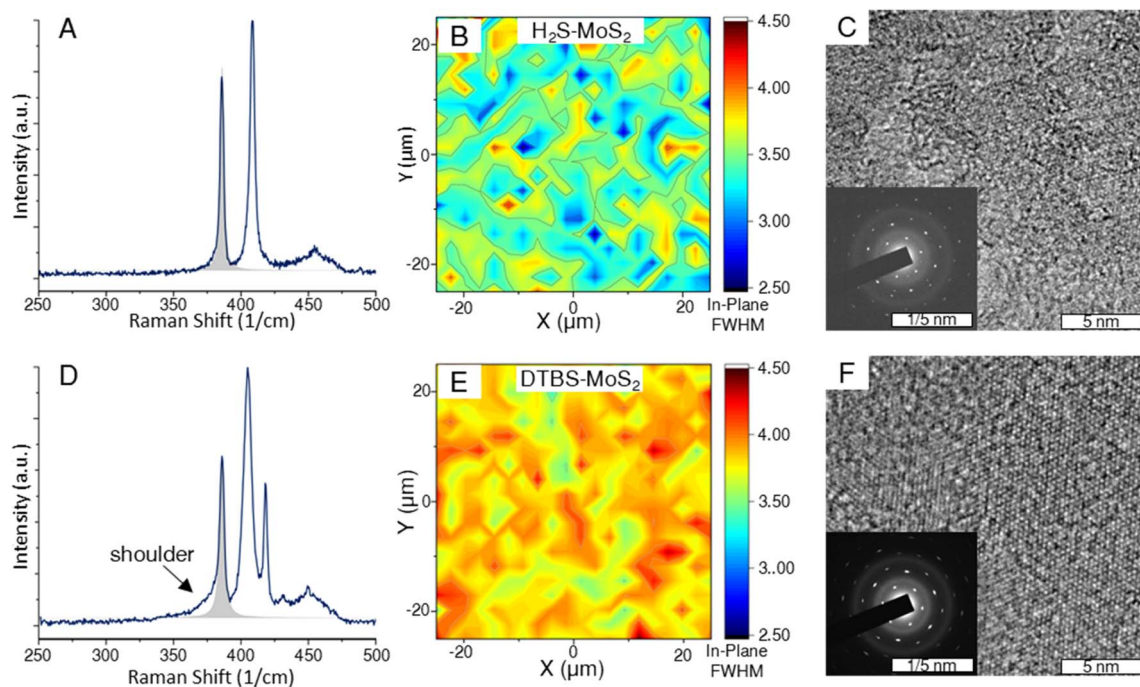 A
Intensity (a.u.)
250 300 350 400 450 500
Raman Shift (1/cm)
B
H₂S-MoS₂
20
0
-20
Y (µm)
-20 0 20
X (µm)
4.50
4.00
3.50
3.00
2.50
In-Plane
FWHM
C
1/5 nm
5 nm
D
Intensity (a.u.)
shoulder
250 300 350 400 450 500
Raman Shift (1/cm)
E
DTBS-MoS₂
20
0
-20
Y (µm)
-20 0 20
X (µm)
4.50
4.00
3.50
3.00
2.50
In-Plane
FWHM
F
1/5 nm
5 nm